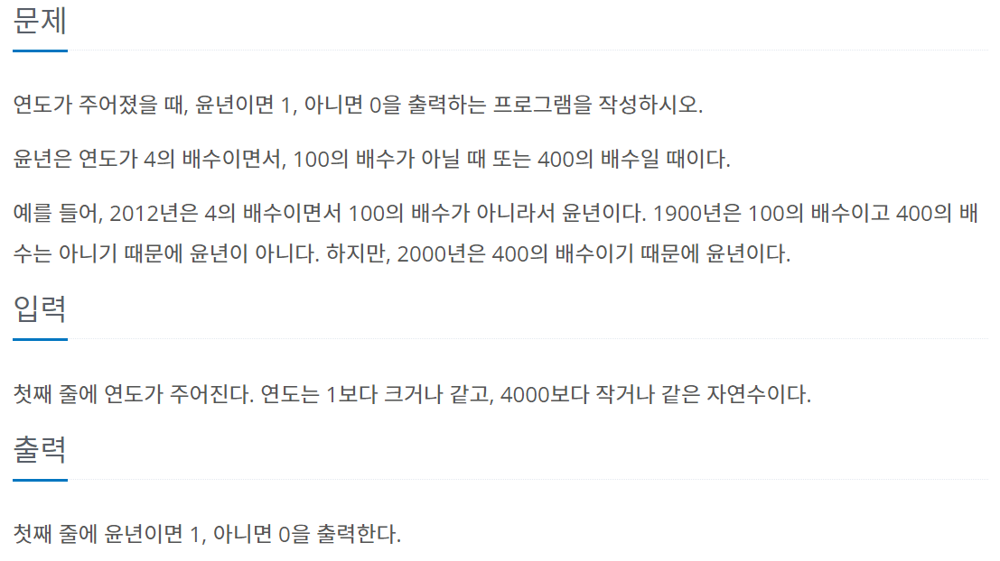 문제
연도가 주어졌을 때, 윤년이면 1, 아니면 0을 출력하는 프로그램을 작성하시오.
윤년은 연도가 4의 배수이면서, 100의 배수가 아닐 때 또는 400의 배수일 때이다.
예를 들어, 2012년은 4의 배수이면서 100의 배수가 아니라서 윤년이다. 1900년은 100의 배수이고 400의 배
수는 아니기 때문에 윤년이 아니다. 하지만, 2000년은 400의 배수이기 때문에 윤년이다.
입력
첫째 줄에 연도가 주어진다. 연도는 1보다 크거나 같고, 4000보다 작거나 같은 자연수이다.
출력
첫째 줄에 윤년이면 1, 아니면 0을 출력한다.